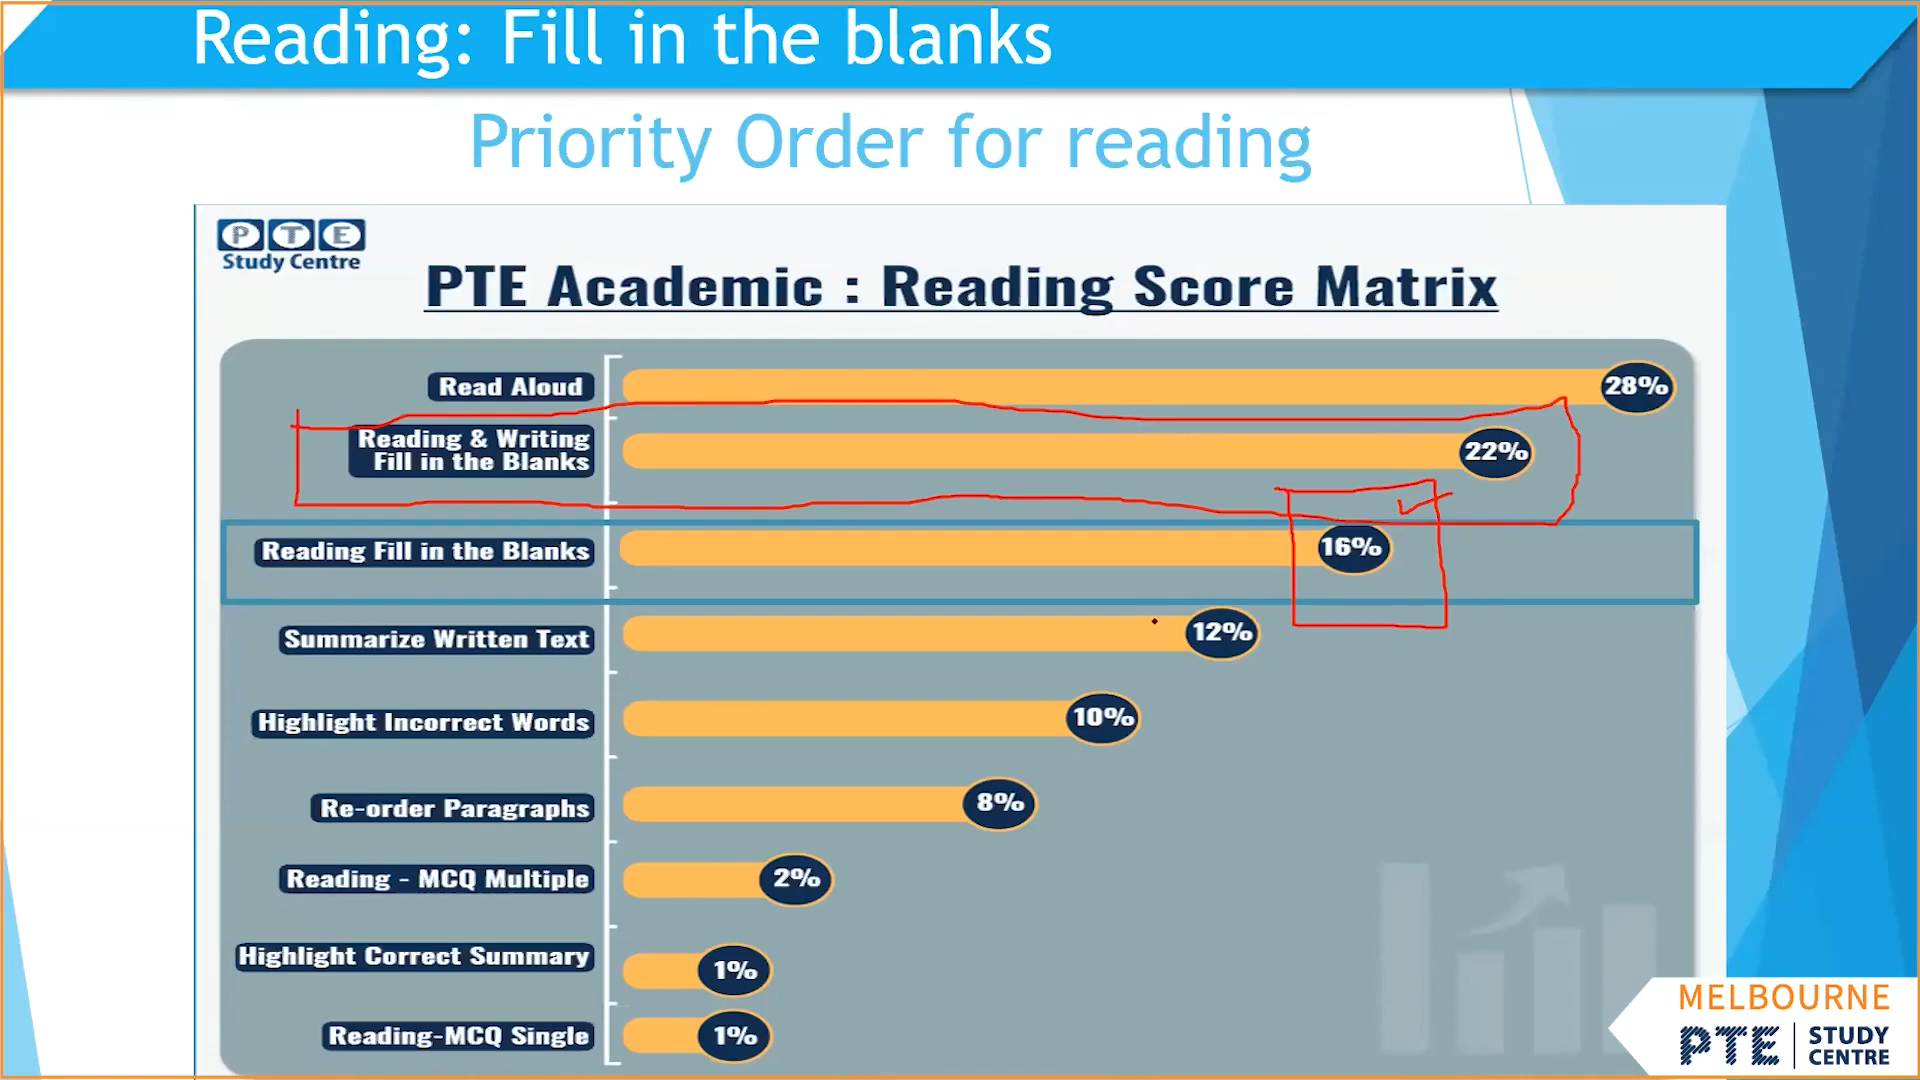 Reading: Fill in the blanks
Priority Order for reading
PTE
Study Centre
PTE Academic : Reading Score Matrix
Read Aloud 28%
Reading & Writing
Fill in the Blanks 22%
Reading Fill in the Blanks 16%
Summarize Written Text 12%
Highlight Incorrect Words 10%
Re-order Paragraphs 8%
Reading - MCQ Multiple 2%
Highlight Correct Summary 1%
Reading-MCQ Single 1%
MELBOURNE
PTE STUDY
CENTRE